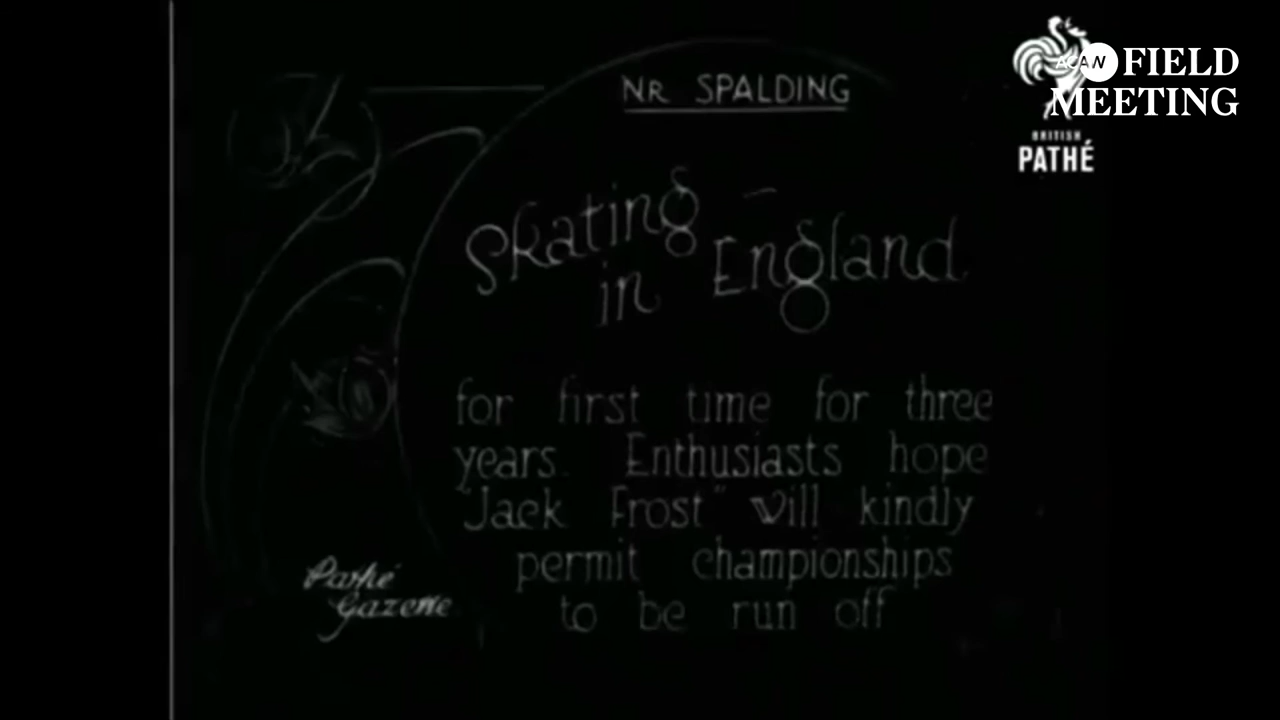 NR SPALDING
Skating –
in England
for first time for three
years. Enthusiasts hope
"Jack Frost" will kindly
permit championships
to be run off
Pathé
Gazette
ACAN FIELD
MEETING
BRITISH
PATHÉ